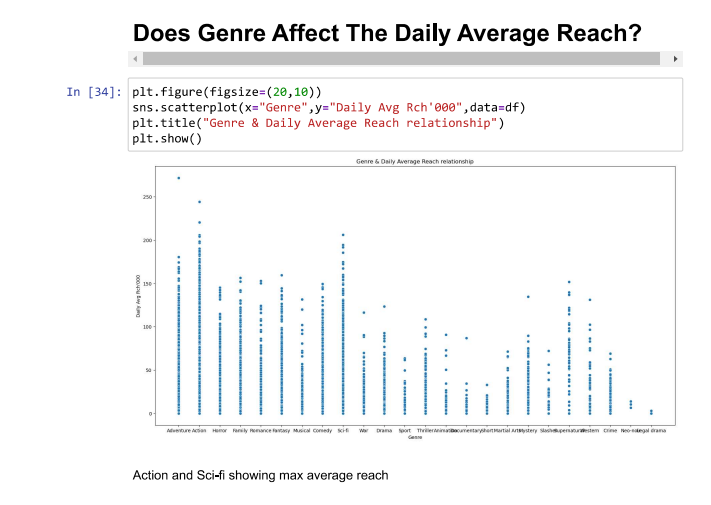 Does Genre Affect The Daily Average Reach?
In [34]: plt.figure(figsize=(20,10))
sns.scatterplot(x="Genre",y="Daily Avg Rch'000",data=df)
plt.title("Genre & Daily Average Reach relationship")
plt.show()
Genre & Daily Average Reach relationship
250
200
150
100
50
0
Daily Avg Rch'000
Adventure Action Horror Family Romance Fantasy Musical Comedy Sci-fi War Drama Sport Thriller Animation Documentary Short Martial Arts Mystery Slasher Supernatural Western Crime Neo-noir Legal drama
Genre
Action and Sci-fi showing max average reach